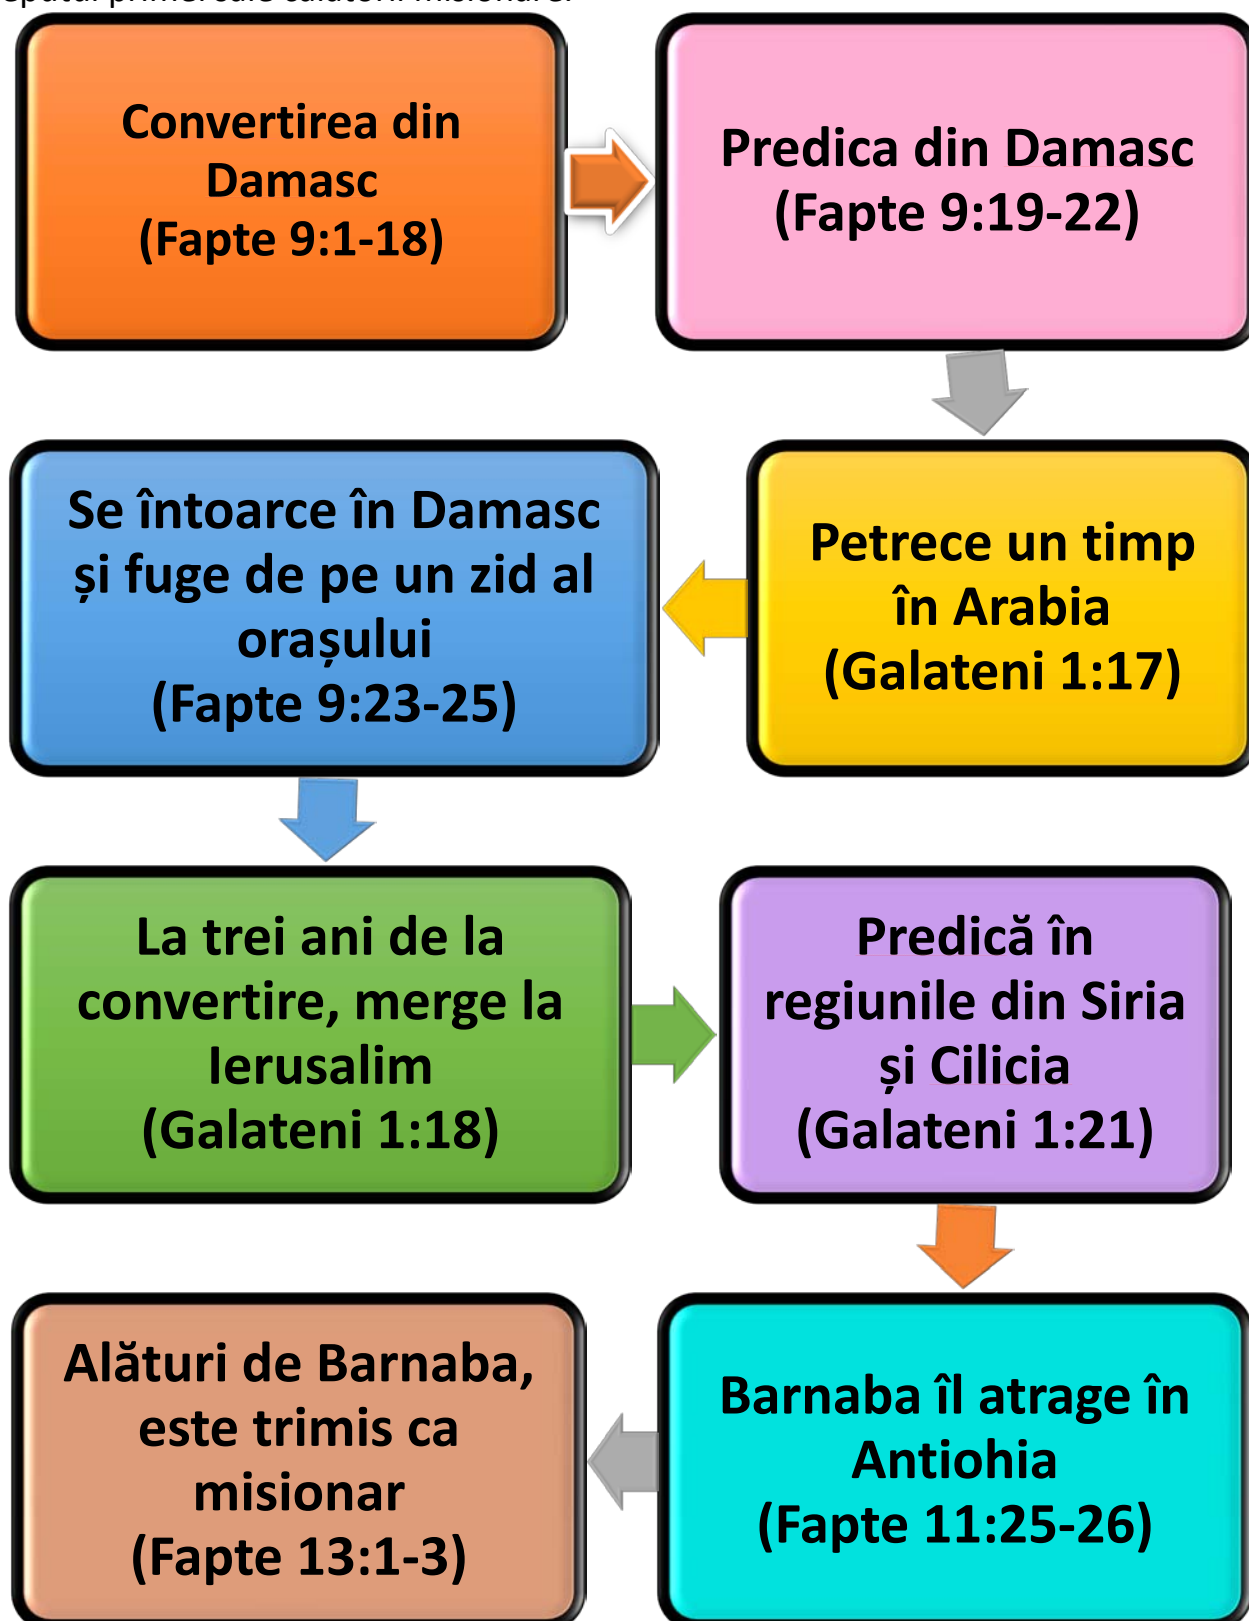 primei sale călătorii misionare.
Convertirea din
Damasc
(Fapte 9:1-18)
Predica din Damasc
(Fapte 9:19-22)
Petrece un timp
în Arabia
(Galateni 1:17)
Se întoarce în Damasc
și fuge de pe un zid al
orașului
(Fapte 9:23-25)
La trei ani de la
convertire, merge la
Ierusalim
(Galateni 1:18)
Predică în
regiunile din Siria
și Cilicia
(Galateni 1:21)
Barnaba îl atrage în
Antiohia
(Fapte 11:25-26)
Alături de Barnaba,
este trimis ca
misionar
(Fapte 13:1-3)